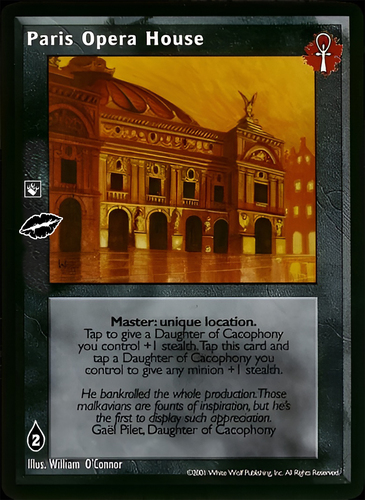 Paris Opera House
Master: unique location.
Tap to give a Daughter of Cacophony
you control +1 stealth. Tap this card and
tap a Daughter of Cacophony you
control to give any minion +1 stealth.
He bankrolled the whole production. Those
malkavians are founts of inspiration, but he's
the first to display such appreciation.
Gaël Pilet, Daughter of Cacophony
2
Illus. William O'Connor
©2001 White Wolf Publishing, Inc. All Rights Reserved.